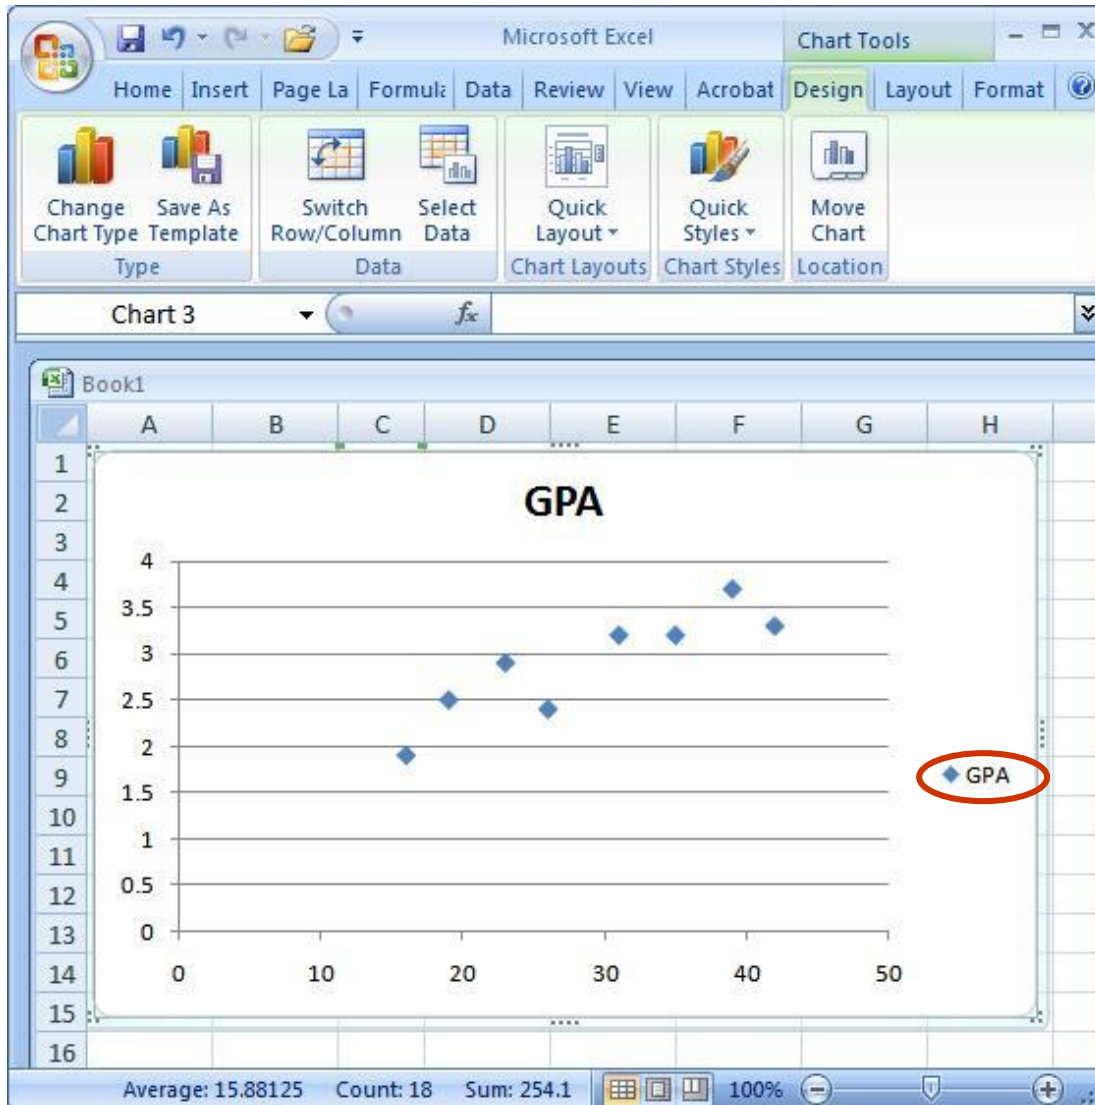 Microsoft Excel Chart Tools
Home Insert Page La Formula Data Review View Acrobat Design Layout Format
Change Save As Switch Select Quick Quick Move
Chart Type Template Row/Column Data Layout Styles Chart
Type Data Chart Layouts Chart Styles Location
Chart 3 fx
Book1
A B C D E F G H
1
2 GPA
3
4
4
5 3.5
6 3
7 2.5
8 2
9 1.5 GPA
10
11 1
12 0.5
13 0
14 0 10 20 30 40 50
15
16
Average: 15.88125 Count: 18 Sum: 254.1 100%